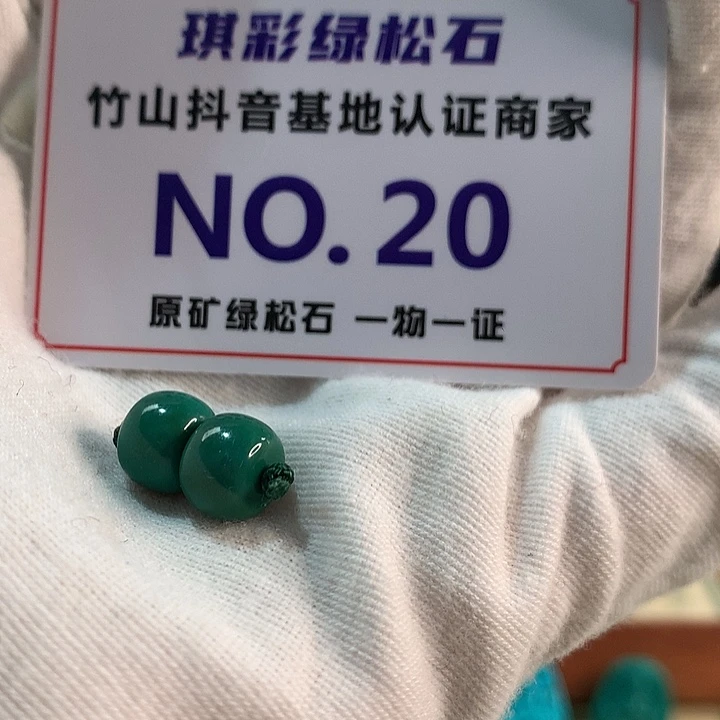 琪彩绿松石
竹山抖音基地认证商家
NO.20
原矿绿松石 一物一证